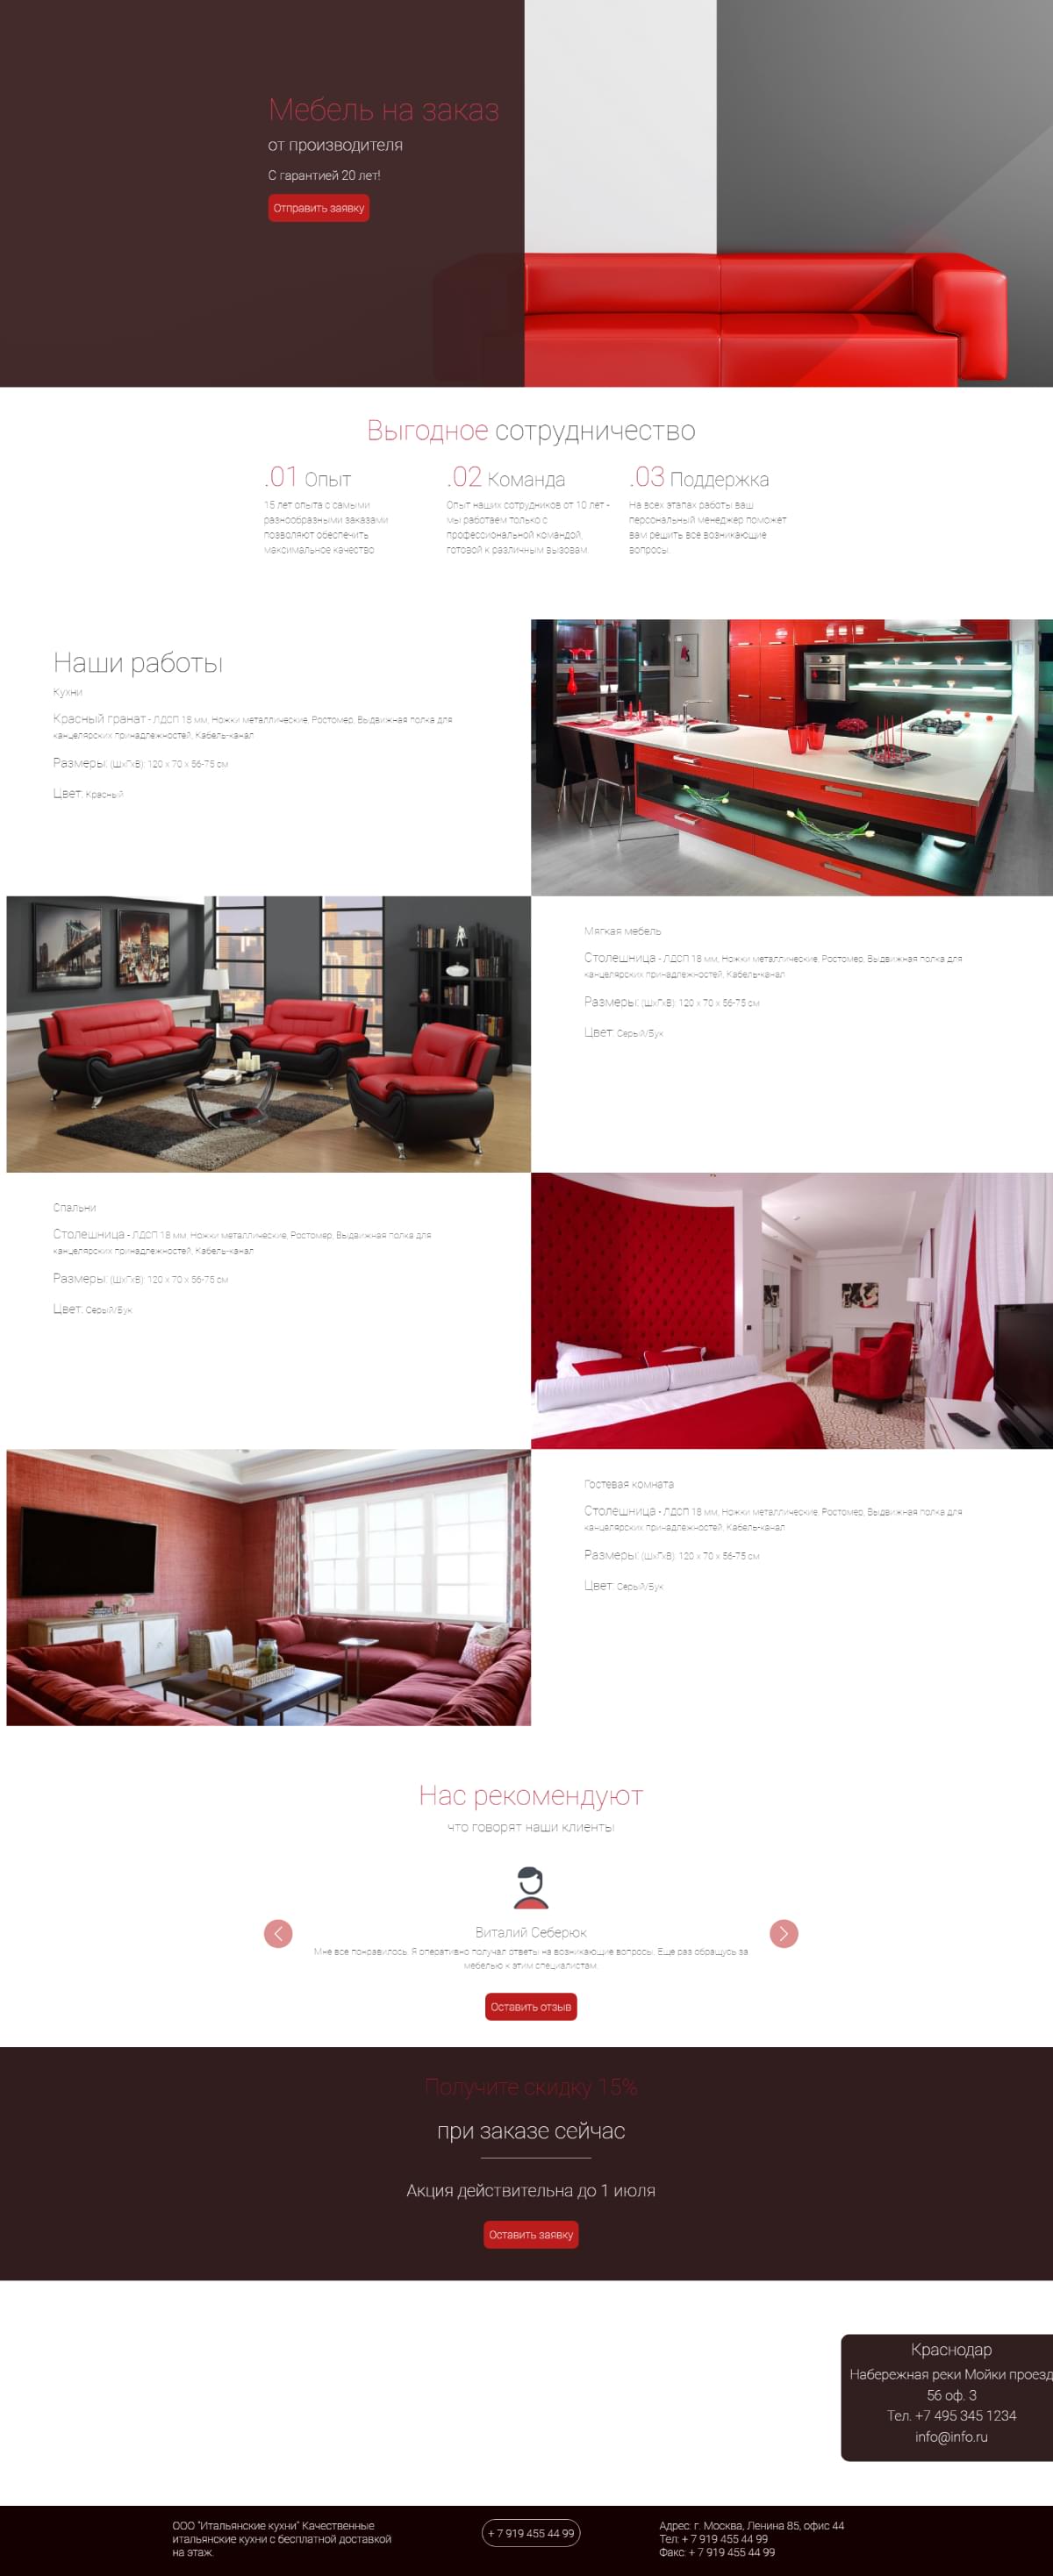 Мебель на заказ
от производителя
С гарантией 20 лет!
Отправить заявку
Выгодное сотрудничество
.01 Опыт
15 лет опыта с самыми
разнообразными заказами
позволяют обеспечить
максимальное качество
.02 Команда
Опыт наших сотрудников от 10 лет -
мы работаем только с
профессиональной командой,
готовой к различным вызовам.
.03 Поддержка
На всех этапах работы ваш
персональный менеджер поможет
вам решить все возникающие
вопросы.
Наши работы
Кухни
Красный гранат - ЛДСП 18 мм, Ножки металлические, Ростомер, Выдвижная полка для
канцелярских принадлежностей, Кабель-канал
Размеры: (ШхГхВ): 120 х 70 х 56-75 см
Цвет: Красный
Мягкая мебель
Столешница - ЛДСП 18 мм, Ножки металлические, Ростомер, Выдвижная полка для
канцелярских принадлежностей, Кабель-канал
Размеры: (ШхГхВ): 120 х 70 х 56-75 см
Цвет: Серый/Бук
Спальни
Столешница - ЛДСП 18 мм, Ножки металлические, Ростомер, Выдвижная полка для
канцелярских принадлежностей, Кабель-канал
Размеры: (ШхГхВ): 120 х 70 х 56-75 см
Цвет: Серый/Бук
Гостевая комната
Столешница - ЛДСП 18 мм, Ножки металлические, Ростомер, Выдвижная полка для
канцелярских принадлежностей, Кабель-канал
Размеры: (ШхГхВ): 120 х 70 х 56-75 см
Цвет: Серый/Бук
Нас рекомендуют
что говорят наши клиенты
Виталий Себерюк
Мне все понравилось. Я оперативно получал ответы на возникающие вопросы. Еще раз обращусь за
мебелью к этим специалистам.
Оставить отзыв
Получите скидку 15%
при заказе сейчас
Акция действительна до 1 июля
Оставить заявку
Краснодар
Набережная реки Мойки проезд
56 оф. 3
Тел. +7 495 345 1234
info@info.ru
ООО "Итальянские кухни" Качественные
итальянские кухни с бесплатной доставкой
на этаж.
+ 7 919 455 44 99
Адрес: г. Москва, Ленина 85, офис 44
Тел: + 7 919 455 44 99
Факс: + 7 919 455 44 99